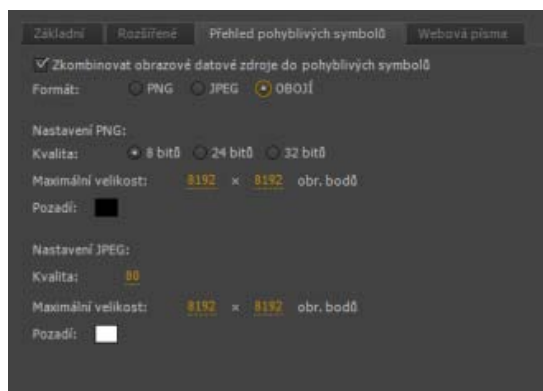 Základní Rozšířené Přehled pohyblivých symbolů Webová písma
Zkombinovat obrazové datové zdroje do pohyblivých symbolů
Formát: PNG JPEG OBOJÍ
Nastavení PNG:
Kvalita: 8 bitů 24 bitů 32 bitů
Maximální velikost: 8192 × 8192 obr. bodů
Pozadí:
Nastavení JPEG:
Kvalita: 80
Maximální velikost: 8192 × 8192 obr. bodů
Pozadí: